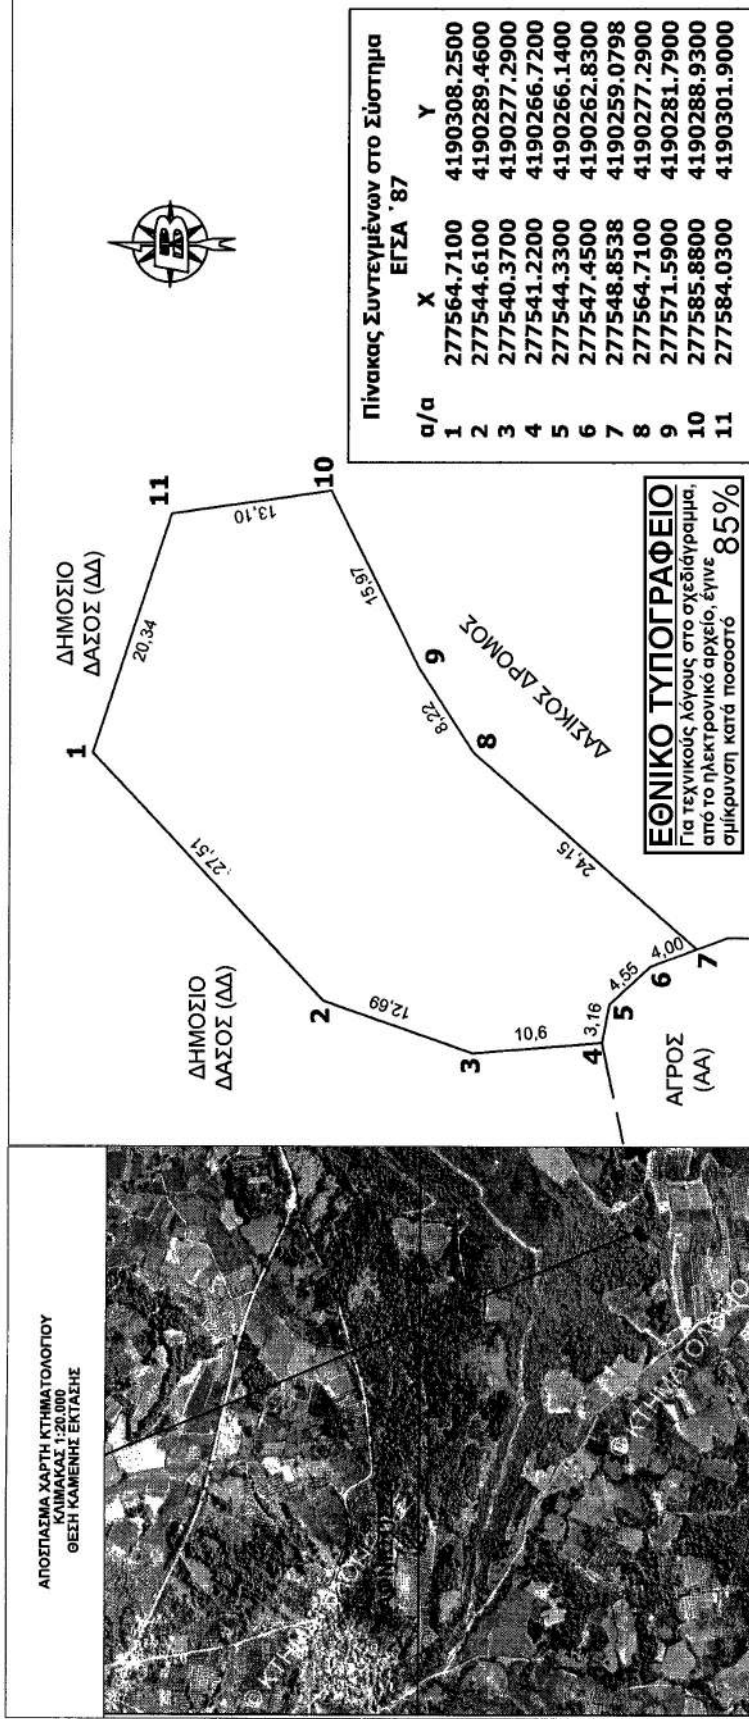 ΑΠΟΣΠΑΣΜΑ ΧΑΡΤΗ ΚΤΗΜΑΤΟΛΟΓΙΟΥ
ΚΛΙΜΑΚΑΣ 1:20.000
ΘΕΣΗ ΚΑΜΕΝΗΣ ΕΚΤΑΣΗΣ
© ΚΤΗΜΑΤΟΛΟΓΙΟ
ΔΗΜΟΣΙΟ
ΔΑΣΟΣ (ΔΔ)
ΔΗΜΟΣΙΟ
ΔΑΣΟΣ (ΔΔ)
1
20,34
11
13,10
10
15,97
9
8,22
8
24,15
7
4,00
6
4,55
5
3,16
4
10,6
3
12,69
2
27,51
ΔΑΣΙΚΟΣ ΔΡΟΜΟΣ
ΑΓΡΟΣ
(ΑΑ)
ΕΘΝΙΚΟ ΤΥΠΟΓΡΑΦΕΙΟ
Για τεχνικούς λόγους στο σχεδιάγραμμα,
από το ηλεκτρονικό αρχείο, έγινε
σμίκρυνση κατά ποσοστό 85%
Πίνακας Συντεγμένων στο Σύστημα
ΕΓΣΑ '87
α/α X Y
1 277564.7100 4190308.2500
2 277544.6100 4190289.4600
3 277540.3700 4190277.2900
4 277541.2200 4190266.7200
5 277544.3300 4190266.1400
6 277547.4500 4190262.8300
7 277548.8538 4190259.0798
8 277564.7100 4190277.2900
9 277571.5900 4190281.7900
10 277585.8800 4190288.9300
11 277584.0300 4190301.9000